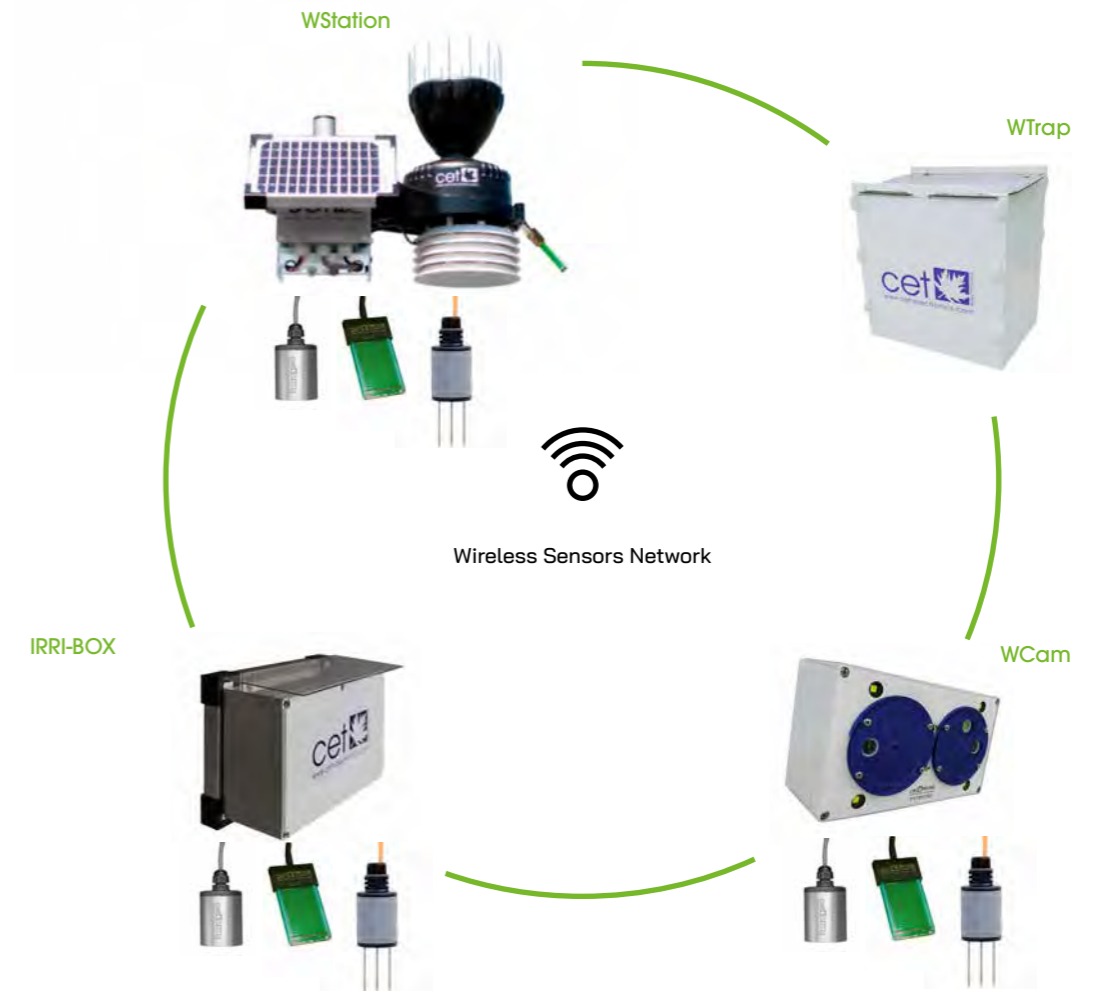 WStation
cet
WTrap
cet
Wireless Sensors Network
IRRI-BOX
cet
WCam